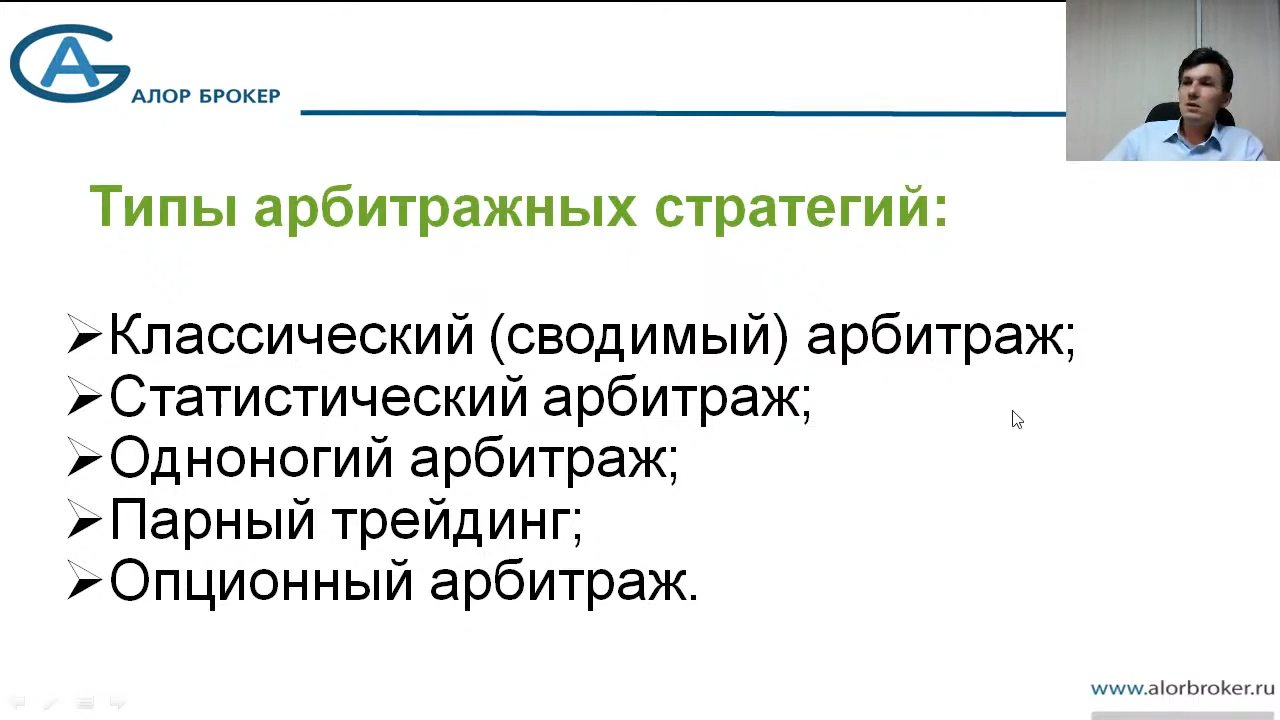 АЛОР БРОКЕР
Типы арбитражных стратегий:
Классический (сводимый) арбитраж;
Статистический арбитраж;
Одноногий арбитраж;
Парный трейдинг;
Опционный арбитраж.
www.alorbroker.ru